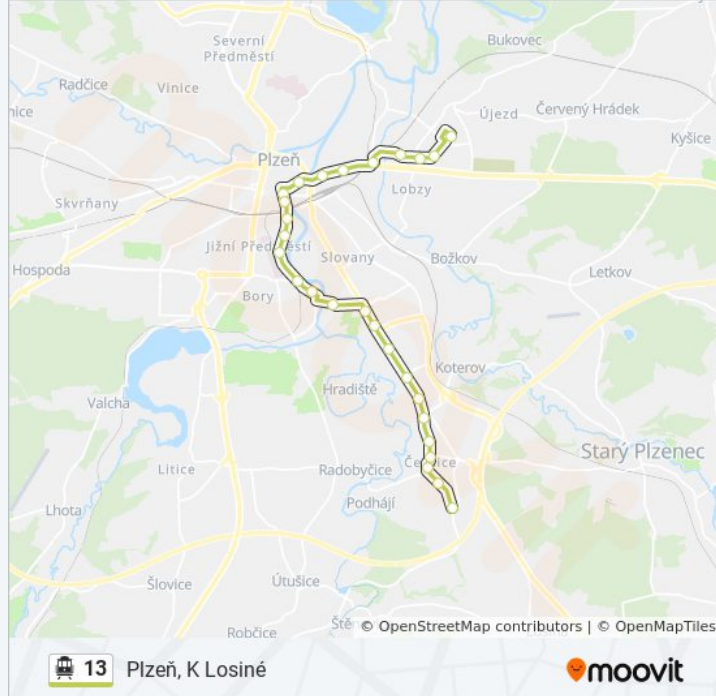 Severní
Předměstí
Bukovec
Radčice
Vinice
nice
Újezd
Červený Hrádek
Kyšice
Plzeň
Lobzy
Skvrňany
Jižní Předměstí
Slovany
Božkov
Hospoda
Letkov
Bory
Koterov
Hradiště
Valcha
Starý Plzenec
Litice
Radobyčice
Černice
Podhájí
Lhota
Šlovice
Útušice
Robčice
Ště
© OpenStreetMap contributors | © OpenMapTiles
13 Plzeň, K Losiné
moovit